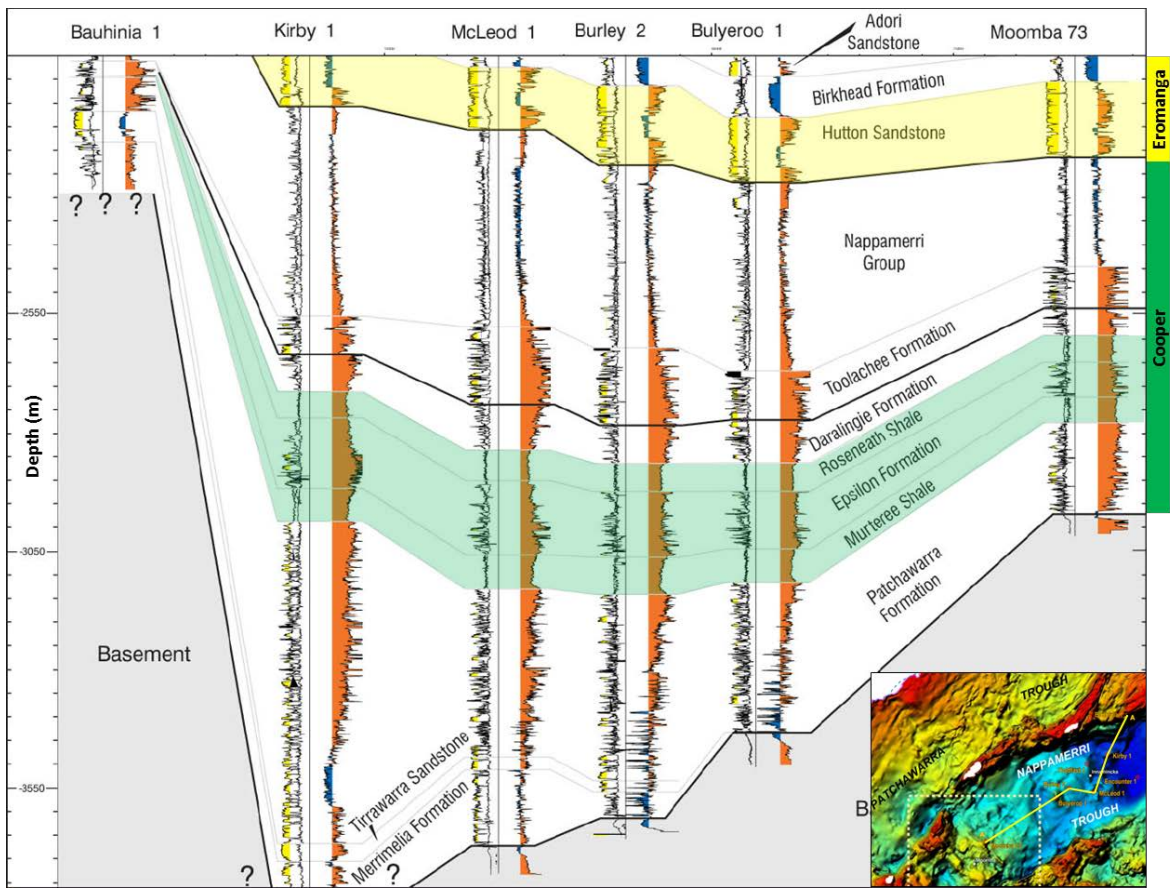 Bauhinia 1
Kirby 1
McLeod 1
Burley 2
Bulyeroo 1
Adori
Sandstone
Moomba 73
Birkhead Formation
Hutton Sandstone
Eromanga
Nappamerri
Group
Cooper
Toolachee Formation
Daralingie Formation
Roseneath Shale
Epsilon Formation
Murteree Shale
Patchawarra
Formation
Tirrawarra Sandstone
Merrimelia Formation
Basement
? ? ?
?
?
Depth (m)
-2550
-3050
-3550
B
TROUGH
PATCHAWARRA
NAPPAMERRI
TROUGH
A
Kirby 1
Encounter 1
McLeod 1